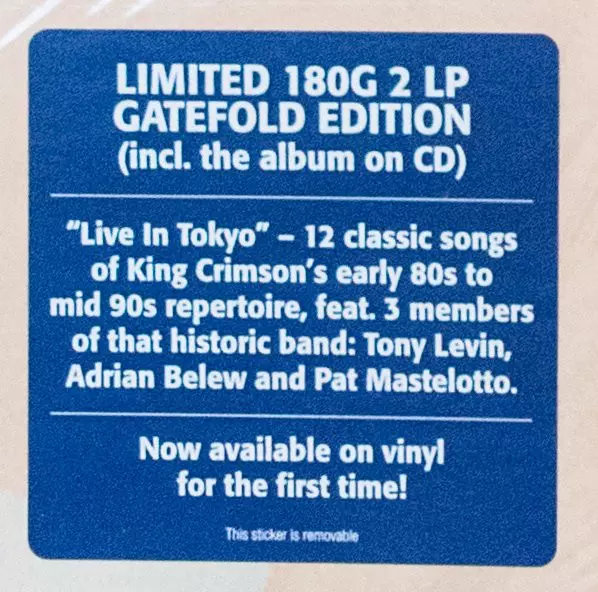 LIMITED 180G 2 LP
GATEFOLD EDITION
(incl. the album on CD)
“Live In Tokyo” – 12 classic songs
of King Crimson’s early 80s to
mid 90s repertoire, feat. 3 members
of that historic band: Tony Levin,
Adrian Belew and Pat Mastelotto.
Now available on vinyl
for the first time!
This sticker is removable